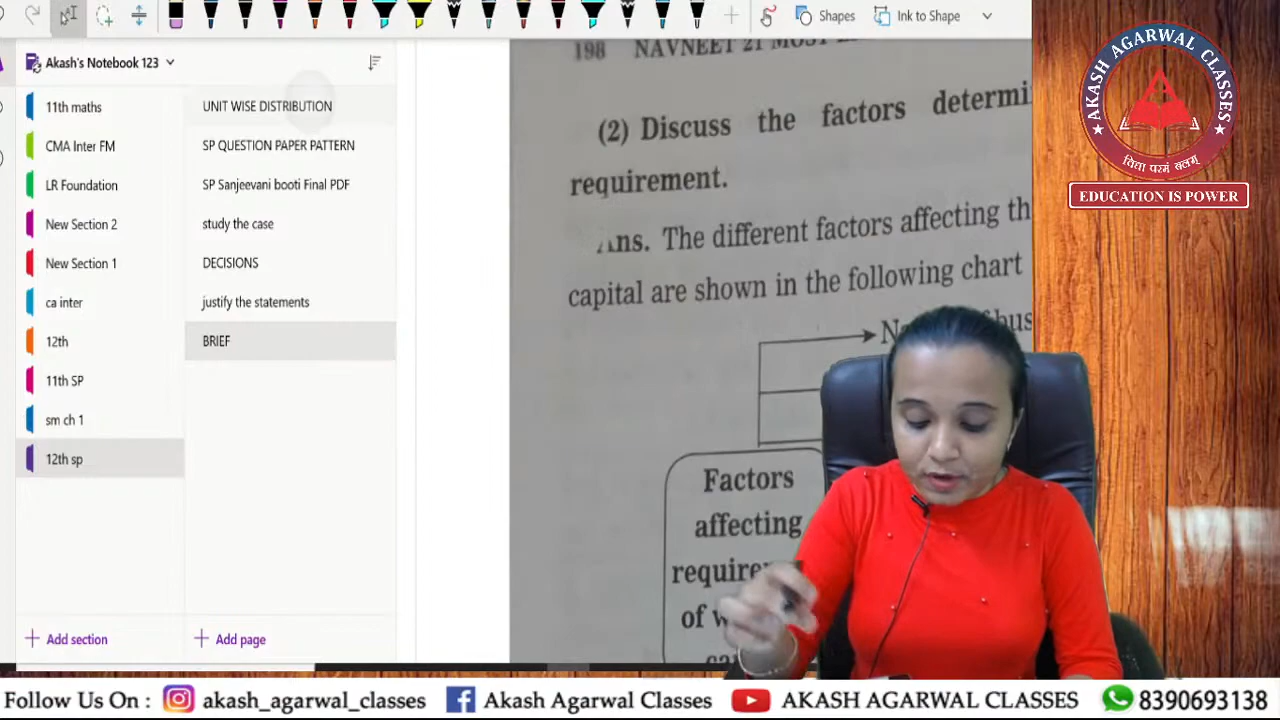 Shapes
Ink to Shape
Akash's Notebook 123
11th maths
CMA Inter FM
LR Foundation
New Section 2
New Section 1
ca inter
12th
11th SP
sm ch 1
12th sp
Add section
UNIT WISE DISTRIBUTION
SP QUESTION PAPER PATTERN
SP Sanjeevani booti Final PDF
study the case
DECISIONS
justify the statements
BRIEF
Add page
198 NAVNEET 21 MOST
(2) Discuss the factors determi
requirement.
Ans. The different factors affecting th
capital are shown in the following chart
Factors
affecting
of
AKASH AGARWAL CLASSES
विद्या परमं बलम्
EDUCATION IS POWER
Follow Us On : akash_agarwal_classes Akash Agarwal Classes AKASH AGARWAL CLASSES 8390693138